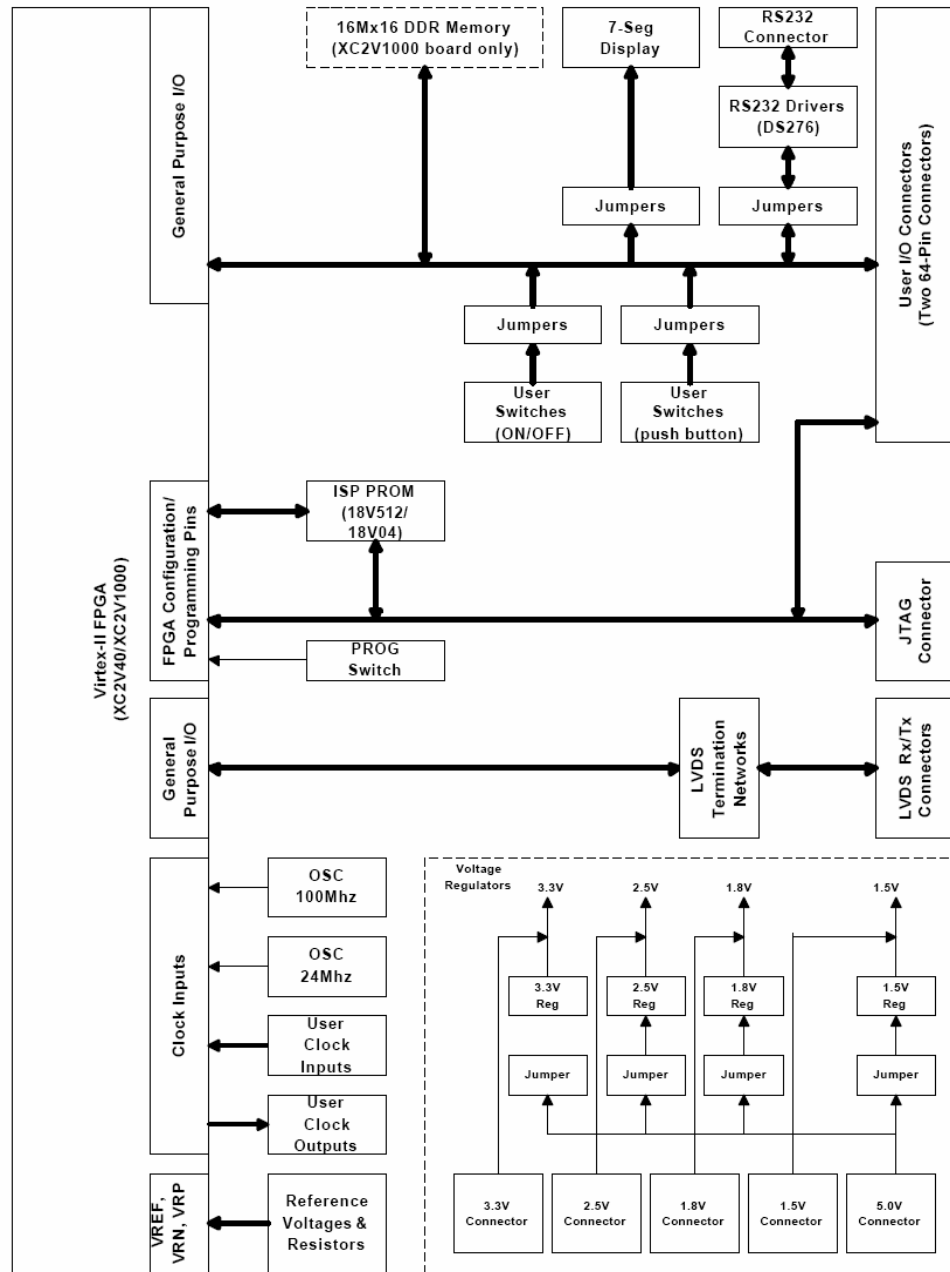 16Mx16 DDR Memory
(XC2V1000 board only)
7-Seg
Display
RS232
Connector
RS232 Drivers
(DS276)
Jumpers
Jumpers
General Purpose I/O
User I/O Connectors
(Two 64-Pin Connectors)
Jumpers
Jumpers
User
Switches
(ON/OFF)
User
Switches
(push button)
Virtex-II FPGA
(XC2V40/XC2V1000)
FPGA Configuration/
Programming Pins
ISP PROM
(18V512/
18V04)
PROG
Switch
JTAG
Connector
General
Purpose I/O
LVDS
Termination
Networks
LVDS Rx/Tx
Connectors
Clock Inputs
OSC
100Mhz
OSC
24Mhz
User
Clock
Inputs
User
Clock
Outputs
VREF,
VRN, VRP
Reference
Voltages &
Resistors
Voltage
Regulators
3.3V
2.5V
1.8V
1.5V
3.3V
Reg
2.5V
Reg
1.8V
Reg
1.5V
Reg
Jumper
Jumper
Jumper
Jumper
3.3V
Connector
2.5V
Connector
1.8V
Connector
1.5V
Connector
5.0V
Connector